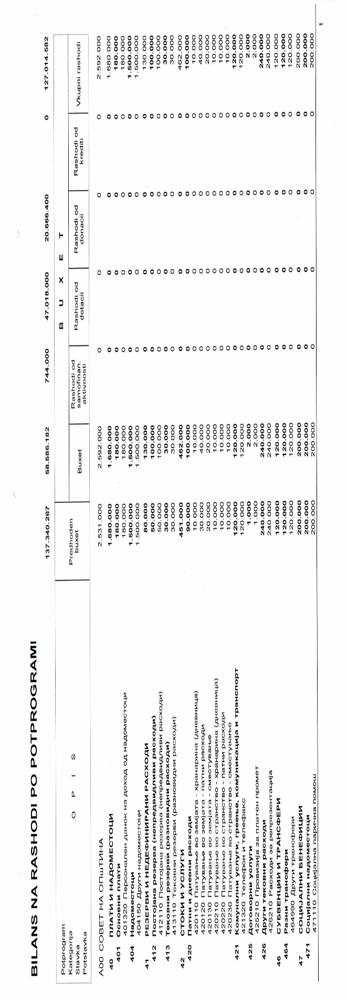 BILANS NA RASHODI PO POTPROGRAMI
137.340.267 58.586.182 744.000 47.018.000 20.666.400 0 127.014.582
Potprogram
Kategorija
Stavka
Potstavka
O P I S
Predhoden buxet
B U X E T
Buxet
Rashodi od samofinan. aktivnosti
Rashodi od dotacii
Rashodi od donacii
Rashodi od krediti
Vkupni rashodi
A00 СОВЕТ НА ОПШТИНА 2.531.000 2.592.000 0 0 0 0 2.592.000
40 ПЛАТИ И НАДОМЕСТОЦИ 1.680.000 1.680.000 0 0 0 0 1.680.000
401 Основни плати 180.000 180.000 0 0 0 0 180.000
401320 Персонален данок на доход од надоместоци 180.000 180.000 0 0 0 0 180.000
404 Надоместоци 1.500.000 1.500.000 0 0 0 0 1.500.000
404150 Други надоместоци 1.500.000 1.500.000 0 0 0 0 1.500.000
41 РЕЗЕРВИ И НЕДЕФИНИРАНИ РАСХОДИ 80.000 130.000 0 0 0 0 130.000
412 Постојана резерва (непредвидливи расходи) 50.000 100.000 0 0 0 0 100.000
412110 Постојана резерва (непредвидливи расходи) 50.000 100.000 0 0 0 0 100.000
413 Тековни резерви (разновидни расходи) 30.000 30.000 0 0 0 0 30.000
413110 Тековни резерви (разновидни расходи) 30.000 30.000 0 0 0 0 30.000
42 СТОКИ И УСЛУГИ 451.000 462.000 0 0 0 0 462.000
420 Патни и дневни расходи 90.000 100.000 0 0 0 0 100.000
420110 Патување во земјата - хранарина (дневница) 10.000 10.000 0 0 0 0 10.000
420120 Патување во земјата - патни расходи 30.000 40.000 0 0 0 0 40.000
420130 Патување во земјата - сместување 20.000 20.000 0 0 0 0 20.000
420210 Патување во странство - хранарина (дневница) 10.000 10.000 0 0 0 0 10.000
420220 Патување во странство - патни расходи 10.000 10.000 0 0 0 0 10.000
420230 Патување во странство - сместување 10.000 10.000 0 0 0 0 10.000
421 Комунални услуги, греење, комуникација и транспорт 120.000 120.000 0 0 0 0 120.000
421320 Телефон и телефакс 120.000 120.000 0 0 0 0 120.000
425 Договорни услуги 1.000 2.000 0 0 0 0 2.000
425210 Провизија за платен промет 1.000 2.000 0 0 0 0 2.000
426 Други тековни расходи 240.000 240.000 0 0 0 0 240.000
426210 Расходи за репрезентација 240.000 240.000 0 0 0 0 240.000
46 СУБВЕНЦИИ И ТРАНСФЕРИ 120.000 120.000 0 0 0 0 120.000
464 Разни трансфери 120.000 120.000 0 0 0 0 120.000
464990 Други трансфери 120.000 120.000 0 0 0 0 120.000
47 СОЦИЈАЛНИ БЕНЕФИЦИИ 200.000 200.000 0 0 0 0 200.000
471 Социјални надоместоци 200.000 200.000 0 0 0 0 200.000
471110 Социјална парична помош 200.000 200.000 0 0 0 0 200.000
1